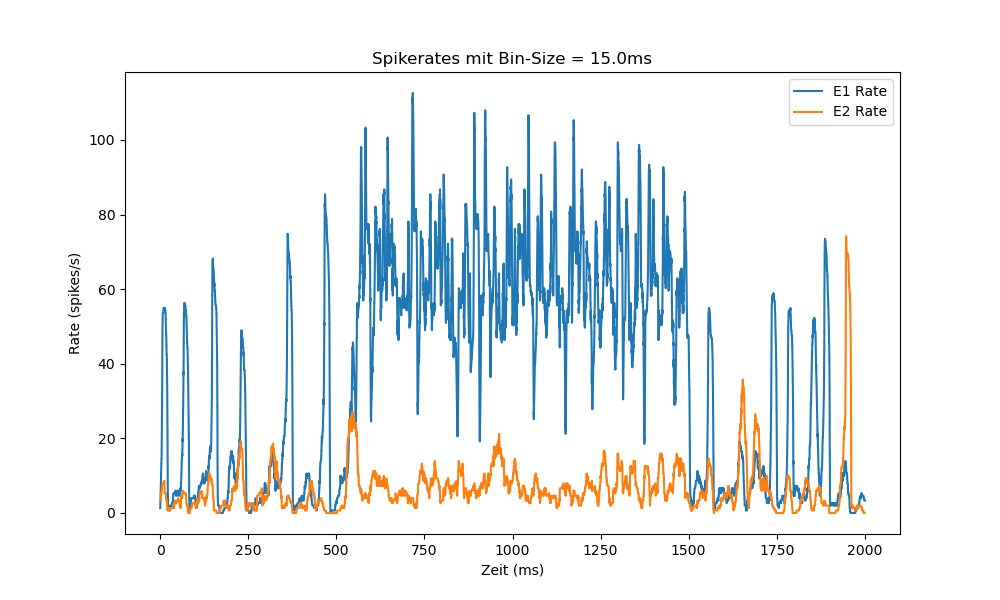 Spikerates mit Bin-Size = 15.0ms
E1 Rate
E2 Rate
Rate (spikes/s)
100
80
60
40
20
0
0 250 500 750 1000 1250 1500 1750 2000
Zeit (ms)